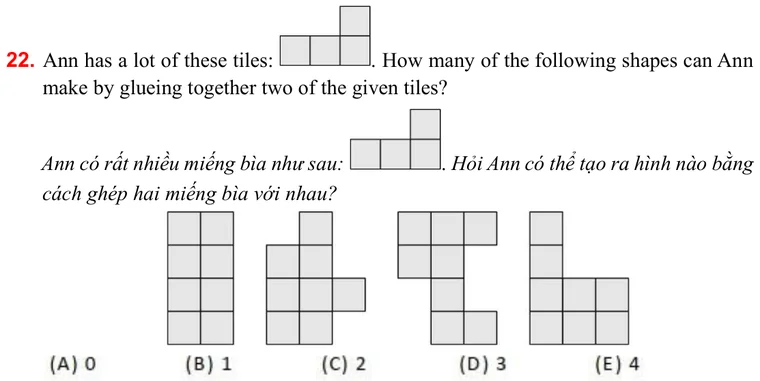 22. Ann has a lot of these tiles: . How many of the following shapes can Ann
make by glueing together two of the given tiles?
Ann có rất nhiều miếng bìa như sau: . Hỏi Ann có thể tạo ra hình nào bằng
cách ghép hai miếng bìa với nhau?
(A) 0 (B) 1 (C) 2 (D) 3 (E) 4